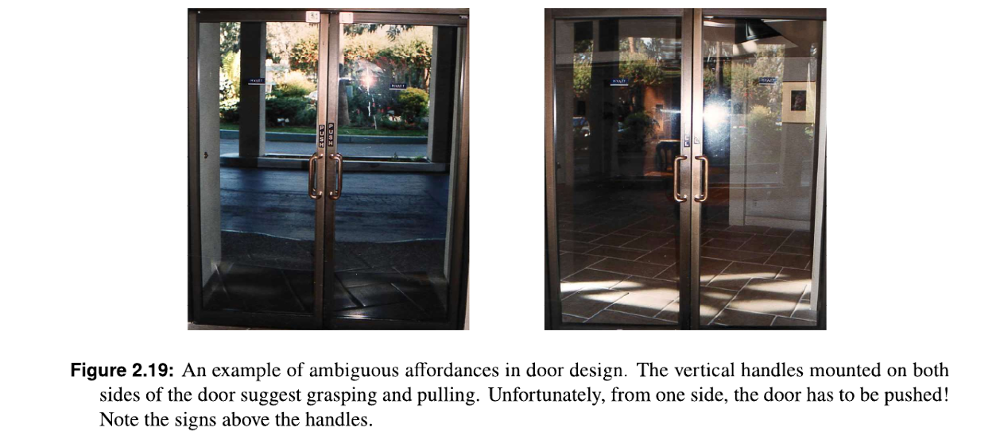 HYATT
HYATT
PUSH
PUSH
HYATT
HYATT
Figure 2.19: An example of ambiguous affordances in door design. The vertical handles mounted on both
sides of the door suggest grasping and pulling. Unfortunately, from one side, the door has to be pushed!
Note the signs above the handles.